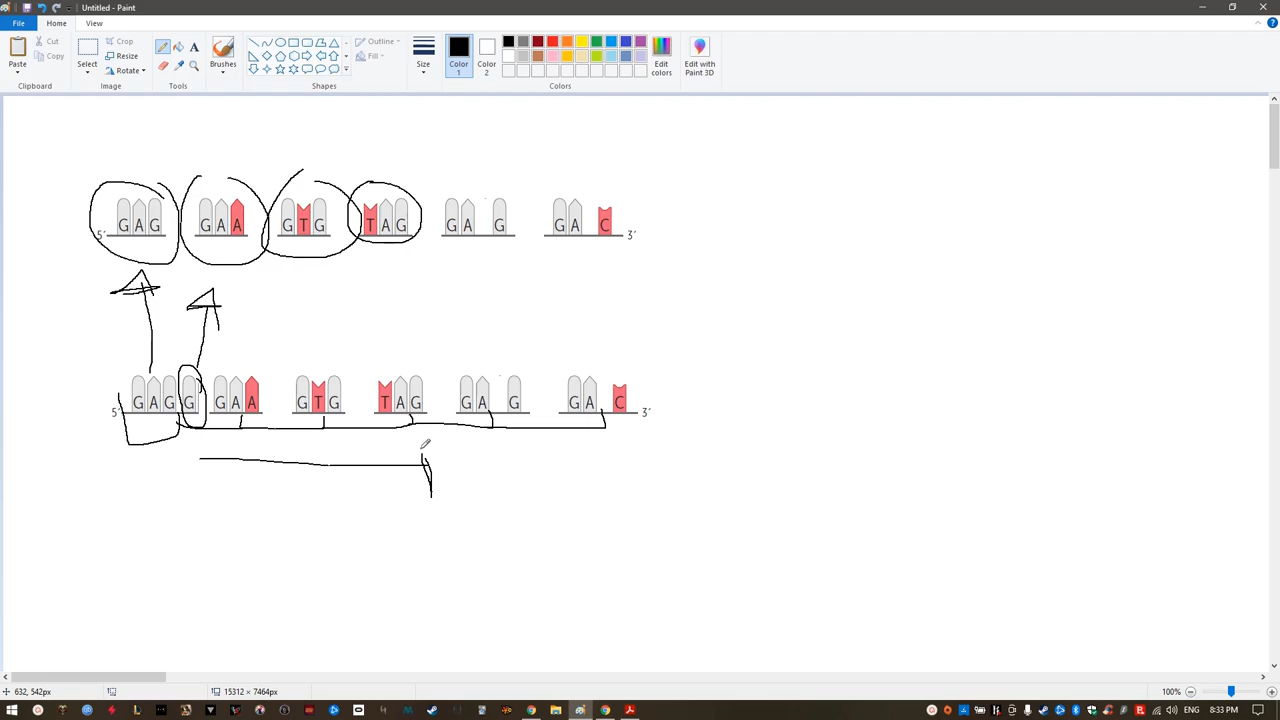 Untitled - Paint
File Home View
Paste
Cut
Copy
Clipboard
Select
Crop
Resize
Rotate
Image
A
Tools
Brushes
Shapes
Outline
Fill
Size
Color 1
Color 2
Edit colors
Edit with Paint 3D
Colors
5´ G A G G A A G T G T A G G A G G A C 3´
5´ G A G G G A A G T G T A G G A G G A C 3´
632, 542px
15312 × 7464px
100%
ENG 8:33 PM